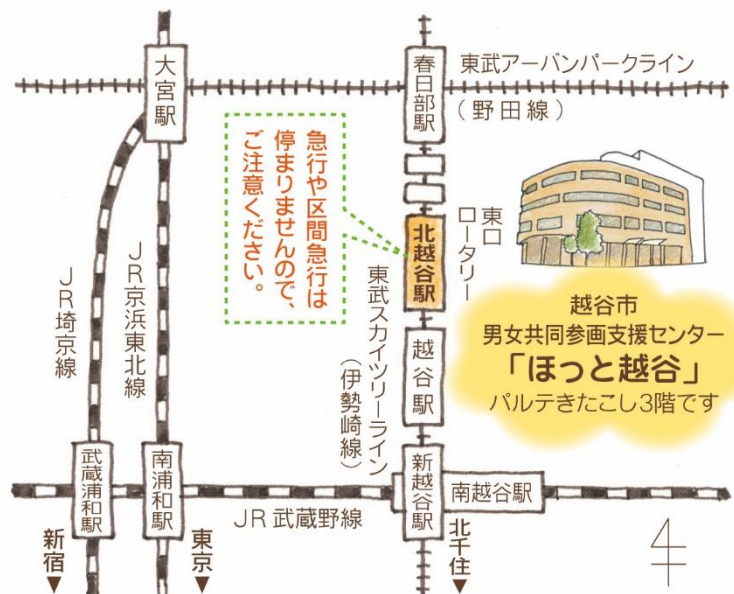 大宮駅
春日部駅
東武アーバンパークライン
(野田線)
急行や区間急行は
停まりませんので、
ご注意ください。
北越谷駅
東口
ロータリー
越谷市
男女共同参画支援センター
「ほっと越谷」
パルテきたこし3階です
JR埼京線
JR京浜東北線
東武スカイツリーライン
(伊勢崎線)
越谷駅
武蔵浦和駅
南浦和駅
JR武蔵野線
新越谷駅
南越谷駅
新宿▼
東京▼
北千住▼